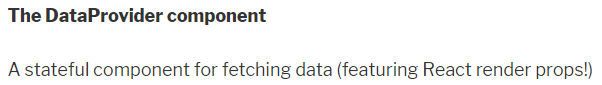 The DataProvider component
A stateful component for fetching data (featuring React render props!)